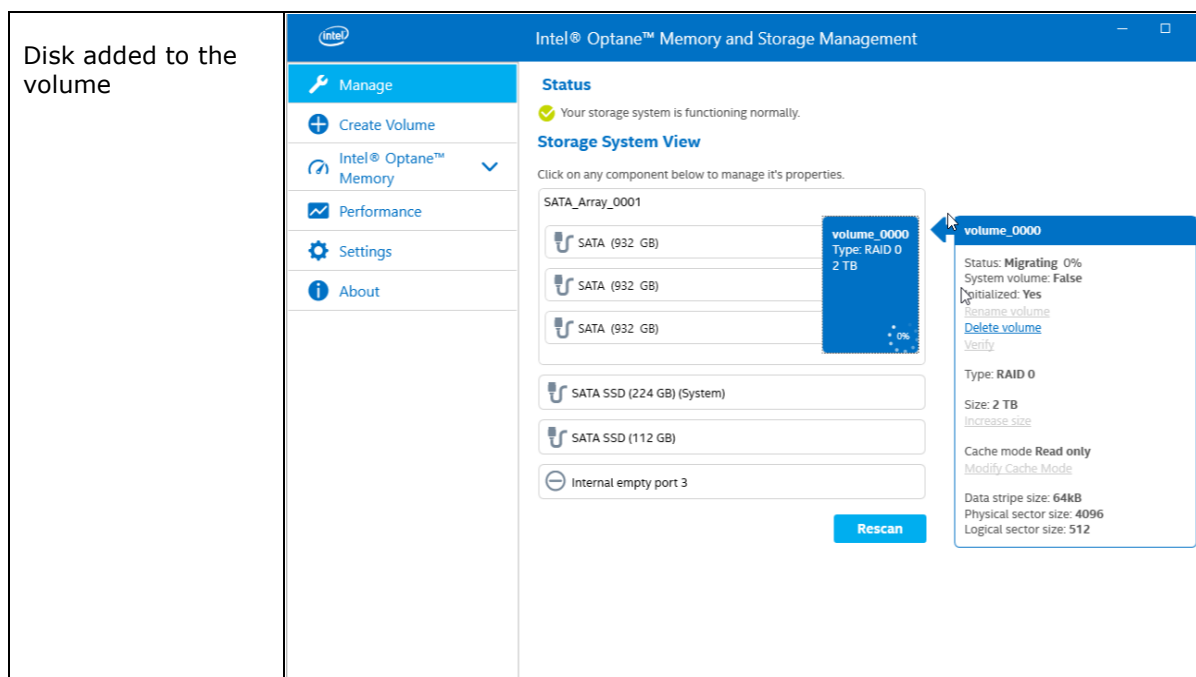 Disk added to the
volume
intel®
Intel® Optane™ Memory and Storage Management
Manage
Create Volume
Intel® Optane™
Memory
Performance
Settings
About
Status
Your storage system is functioning normally.
Storage System View
Click on any component below to manage it's properties.
SATA_Array_0001
SATA (932 GB)
SATA (932 GB)
SATA (932 GB)
volume_0000
Type: RAID 0
2 TB
0%
SATA SSD (224 GB) (System)
SATA SSD (112 GB)
Internal empty port 3
Rescan
volume_0000
Status: Migrating 0%
System volume: False
Initialized: Yes
Rename volume
Delete volume
Verify
Type: RAID 0
Size: 2 TB
Increase size
Cache mode Read only
Modify Cache Mode
Data stripe size: 64kB
Physical sector size: 4096
Logical sector size: 512